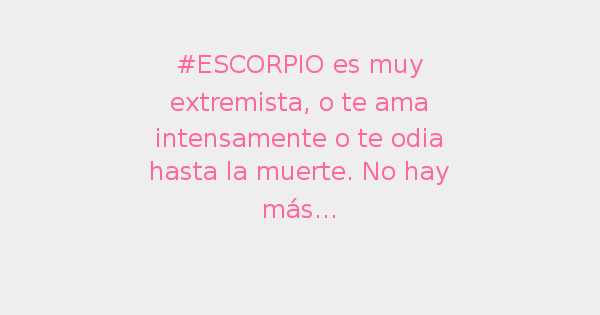 #ESCORPIO es muy
extremista, o te ama
intensamente o te odia
hasta la muerte. No hay
más...